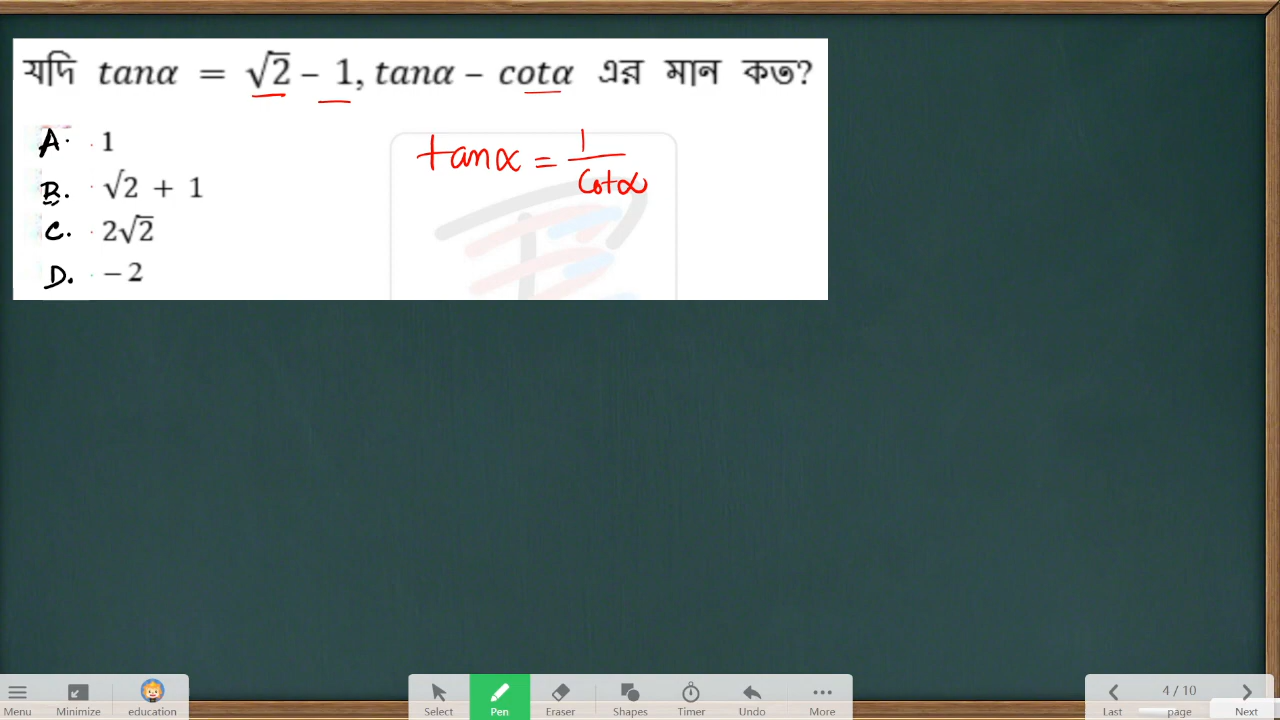 যদি tanα = √2 – 1, tanα – cotα এর মান কত?
A. 1
B. √2 + 1
C. 2√2
D. – 2
tanα = 1/cotα
Menu Minimize education Select Pen Eraser Shapes Timer Undo More Last 4 / 10 page Next